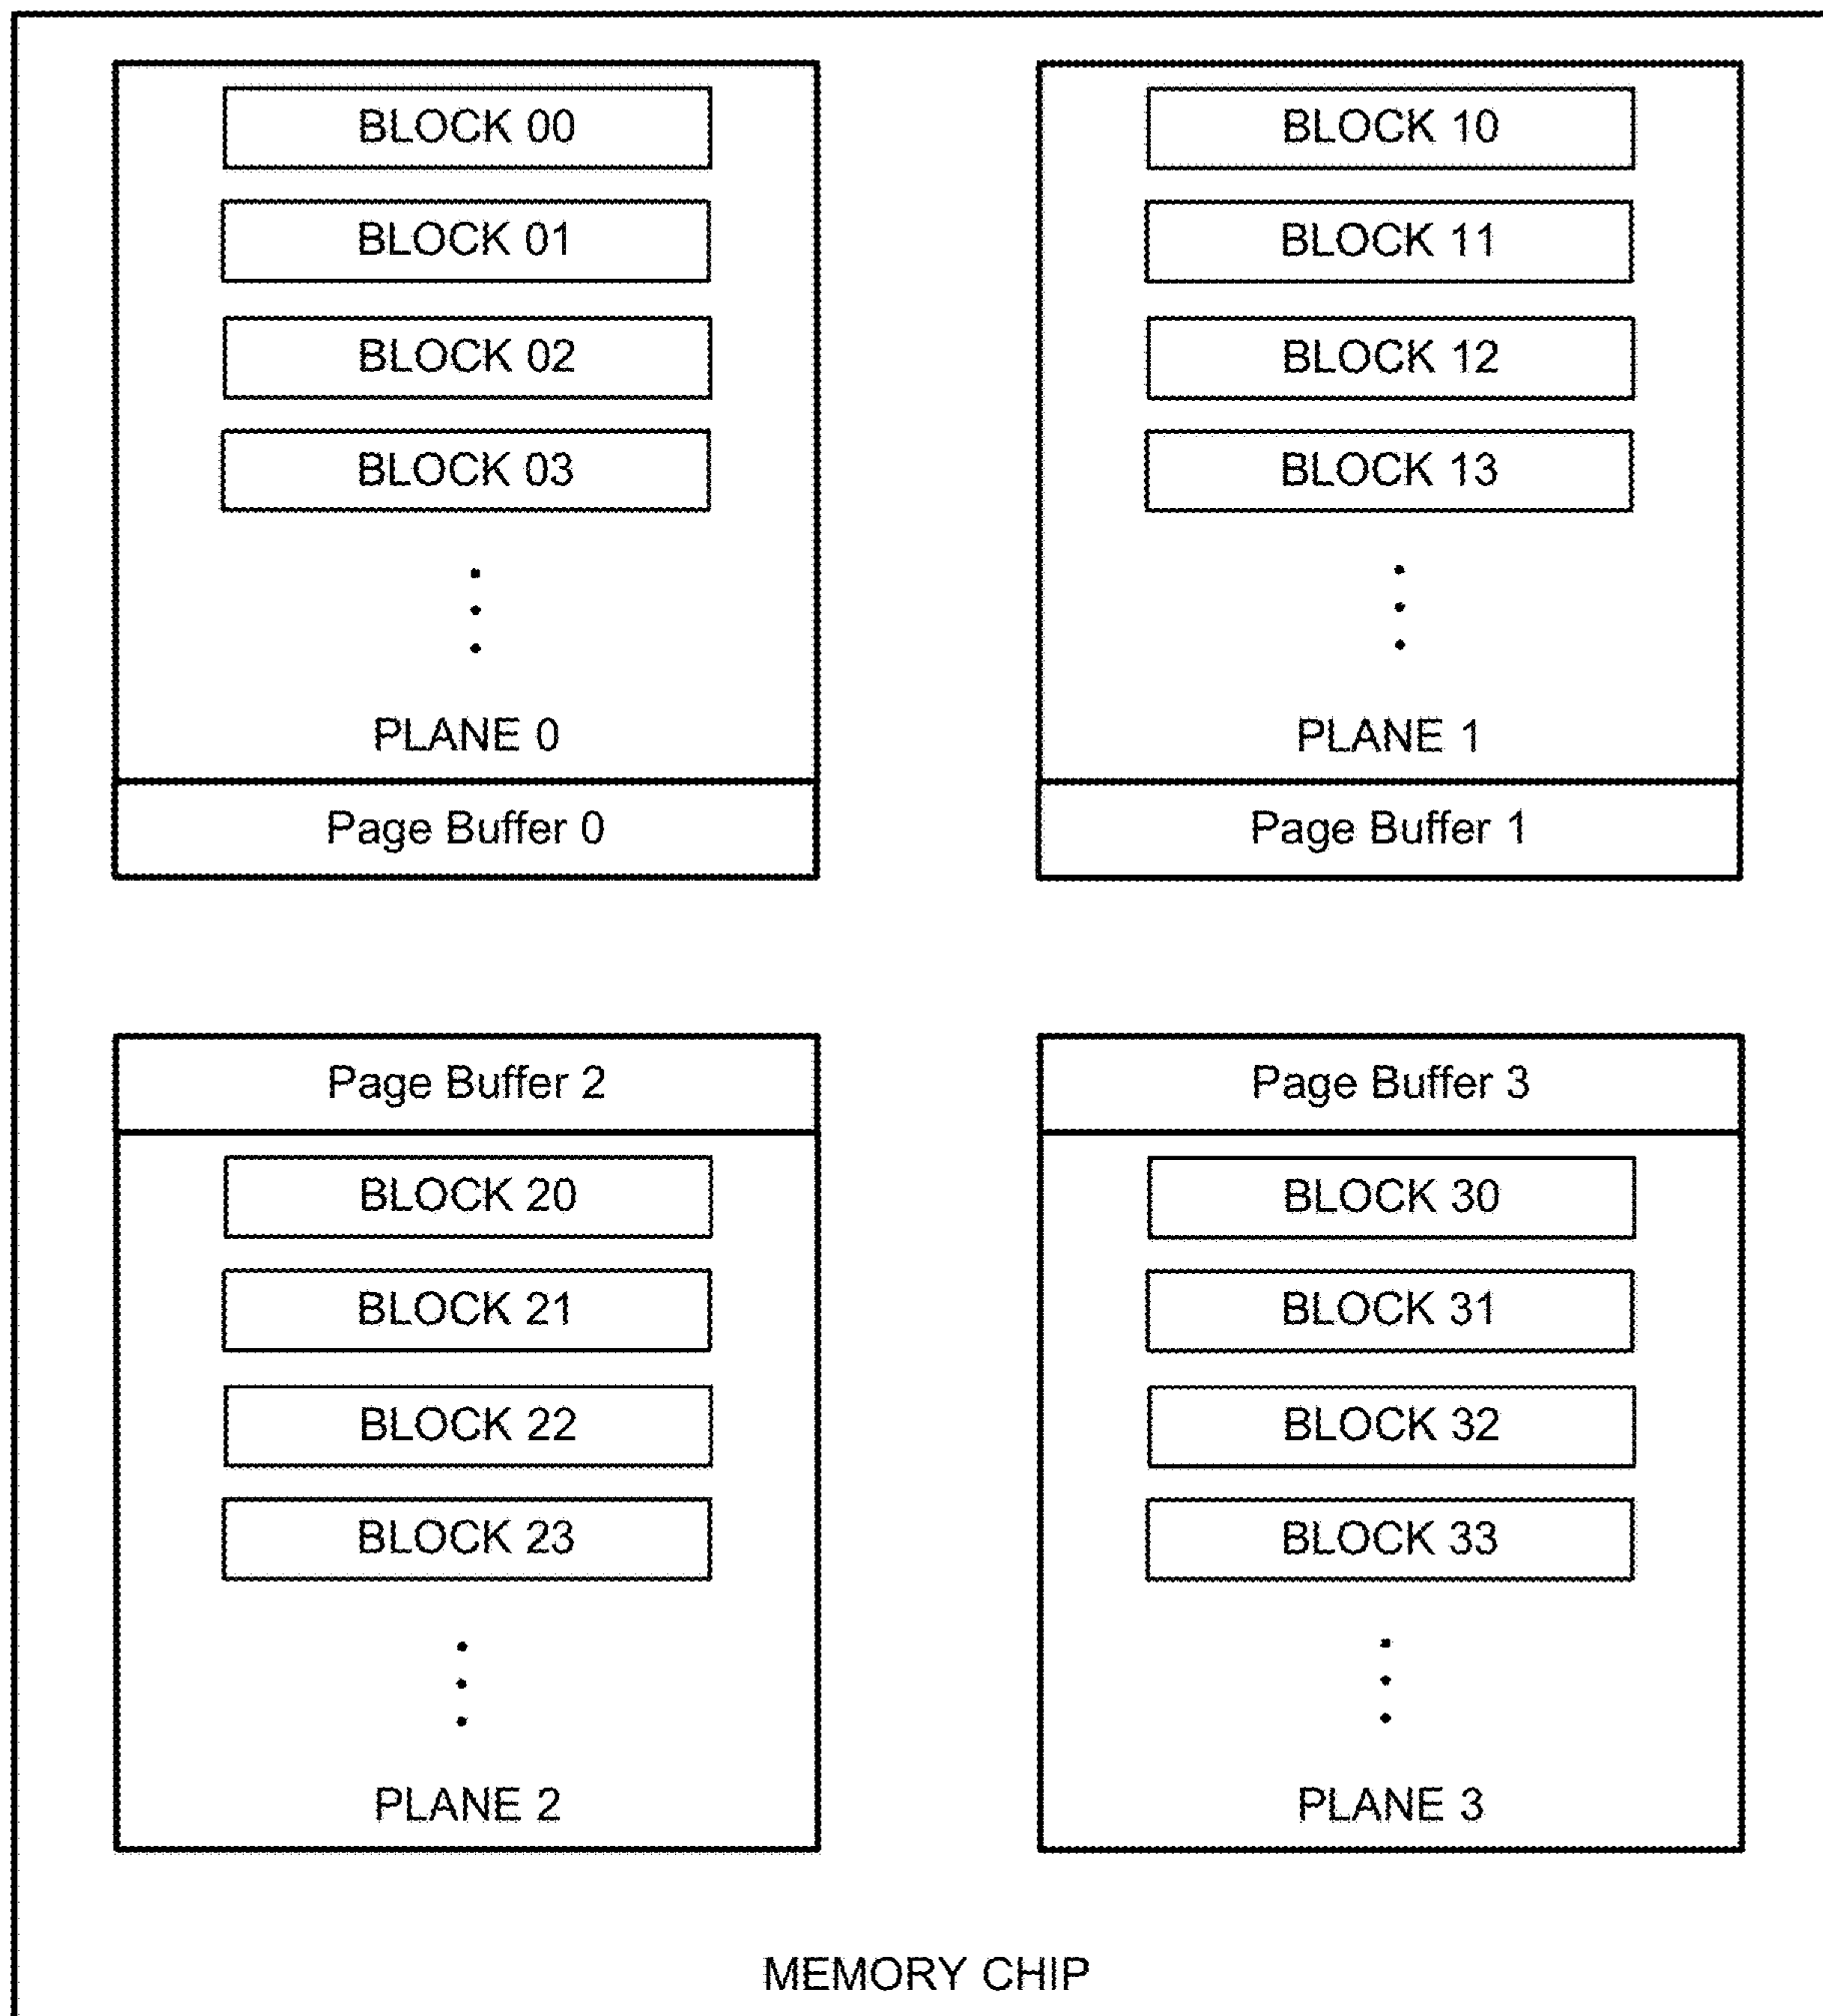 BLOCK 00
BLOCK 01
BLOCK 02
BLOCK 03
PLANE 0
Page Buffer 0
BLOCK 10
BLOCK 11
BLOCK 12
BLOCK 13
PLANE 1
Page Buffer 1
Page Buffer 2
BLOCK 20
BLOCK 21
BLOCK 22
BLOCK 23
PLANE 2
Page Buffer 3
BLOCK 30
BLOCK 31
BLOCK 32
BLOCK 33
PLANE 3
MEMORY CHIP